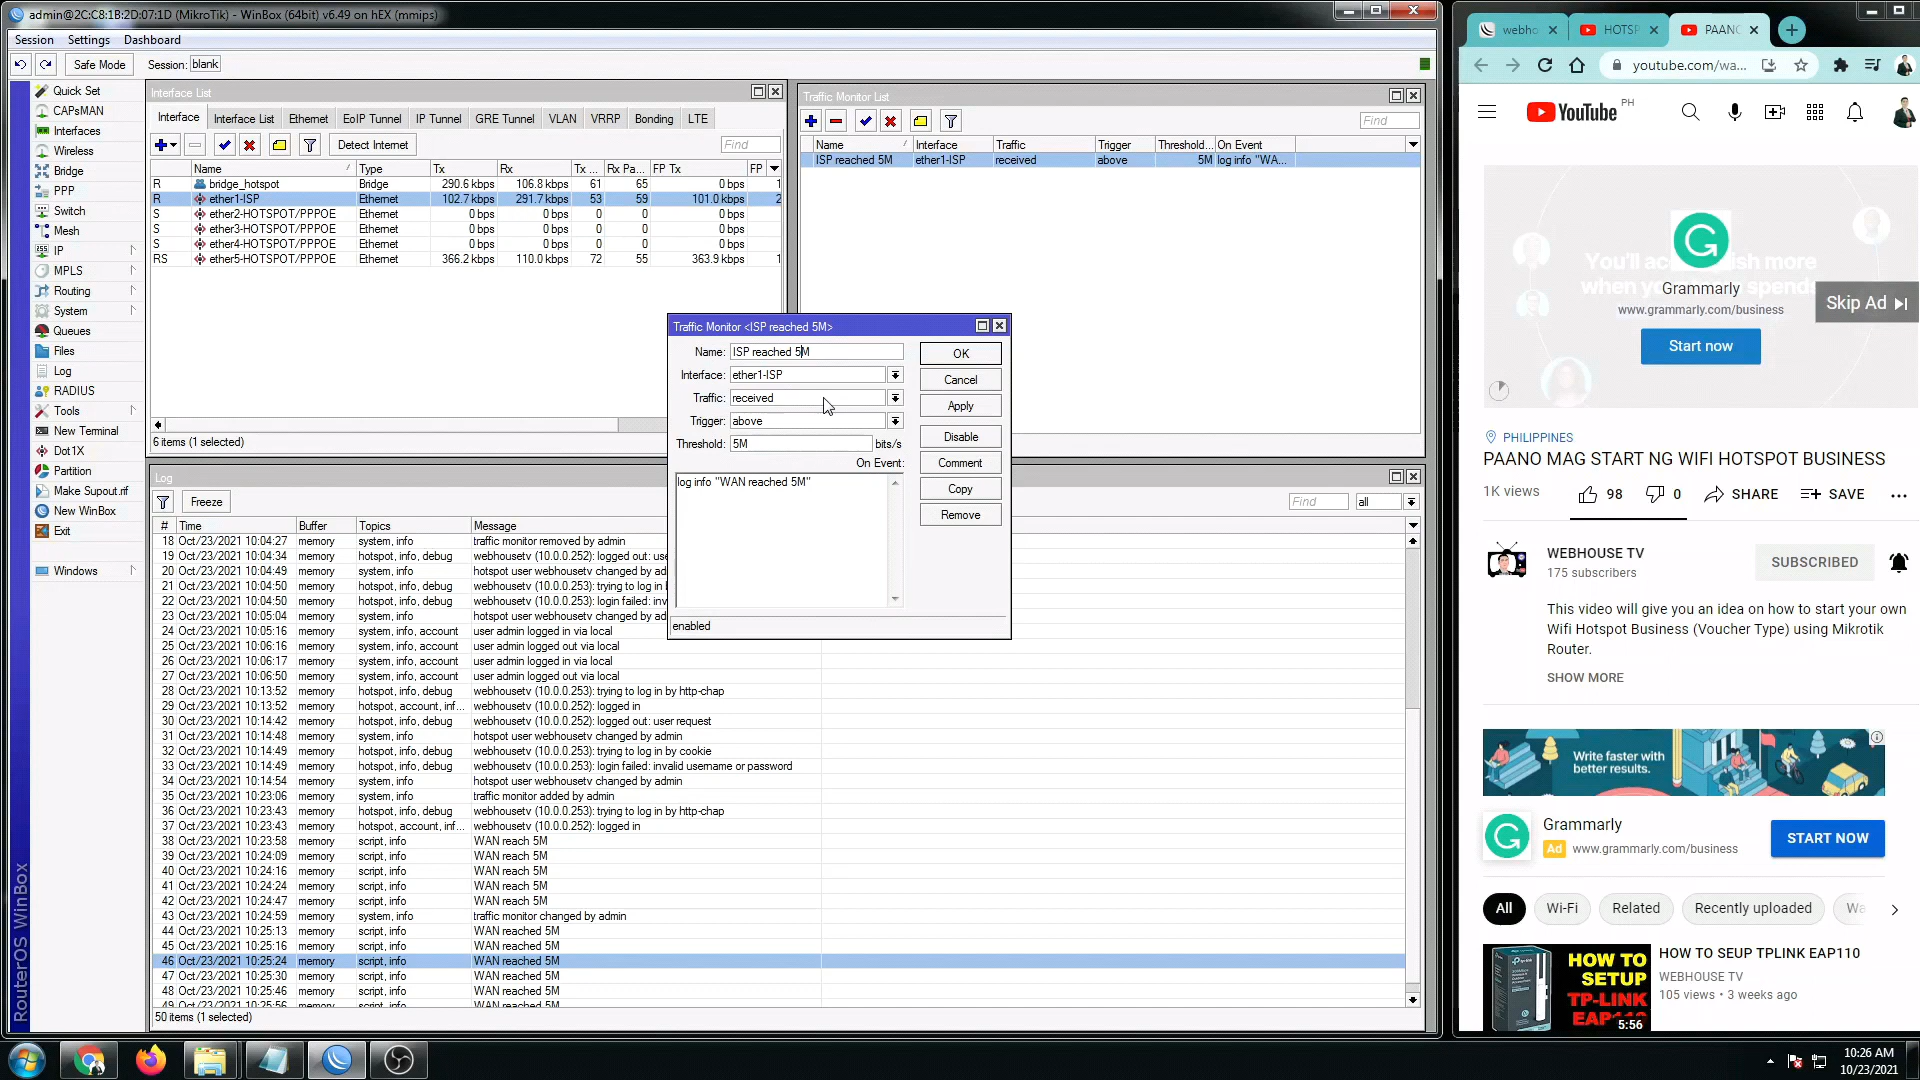 admin@2C:C8:1B:2D:07:1D (MikroTik) - WinBox (64bit) v6.49 on hEX (mmips)
Session Settings Dashboard
Safe Mode Session: blank
Quick Set
CAPsMAN
Interfaces
Wireless
Bridge
PPP
Switch
Mesh
IP
MPLS
Routing
System
Queues
Files
Log
RADIUS
Tools
New Terminal
Dot1X
Partition
Make Supout.rif
New WinBox
Exit
Windows
RouterOS WinBox
Interface List
Interface Interface List Ethernet EoIP Tunnel IP Tunnel GRE Tunnel VLAN VRRP Bonding LTE
Detect Internet Find
Name Type Tx Rx Tx ... Rx Pa... FP Tx FP
R bridge_hotspot Bridge 290.6 kbps 106.8 kbps 61 65 0 bps 1
R ether1-ISP Ethernet 102.7 kbps 291.7 kbps 53 59 101.0 kbps 2
S ether2-HOTSPOT/PPPOE Ethernet 0 bps 0 bps 0 0 0 bps
S ether3-HOTSPOT/PPPOE Ethernet 0 bps 0 bps 0 0 0 bps
S ether4-HOTSPOT/PPPOE Ethernet 0 bps 0 bps 0 0 0 bps
RS ether5-HOTSPOT/PPPOE Ethernet 366.2 kbps 110.0 kbps 72 55 363.9 kbps 1
6 items (1 selected)
Traffic Monitor List
Find
Name Interface Traffic Trigger Threshold... On Event
ISP reached 5M ether1-ISP received above 5M log info "WA...
Traffic Monitor <ISP reached 5M>
Name: ISP reached 5M OK
Interface: ether1-ISP Cancel
Traffic: received Apply
Trigger: above Disable
Threshold: 5M bits/s
On Event: Comment
log info "WAN reached 5M" Copy
Remove
enabled
Log
Freeze Find all
# Time Buffer Topics Message
18 Oct/23/2021 10:04:27 memory system, info traffic monitor removed by admin
19 Oct/23/2021 10:04:34 memory hotspot, info, debug webhousetv (10.0.0.252): logged out: use
20 Oct/23/2021 10:04:49 memory system, info hotspot user webhousetv changed by ad
21 Oct/23/2021 10:04:50 memory hotspot, info, debug webhousetv (10.0.0.253): trying to log in
22 Oct/23/2021 10:04:50 memory hotspot, info, debug webhousetv (10.0.0.253): login failed: inv
23 Oct/23/2021 10:05:04 memory system, info hotspot user webhousetv changed by ad
24 Oct/23/2021 10:05:16 memory system, info, account user admin logged in via local
25 Oct/23/2021 10:06:16 memory system, info, account user admin logged out via local
26 Oct/23/2021 10:06:17 memory system, info, account user admin logged in via local
27 Oct/23/2021 10:06:50 memory system, info, account user admin logged out via local
28 Oct/23/2021 10:13:52 memory hotspot, info, debug webhousetv (10.0.0.253): trying to log in by http-chap
29 Oct/23/2021 10:13:52 memory hotspot, account, inf... webhousetv (10.0.0.252): logged in
30 Oct/23/2021 10:14:42 memory hotspot, info, debug webhousetv (10.0.0.252): logged out: user request
31 Oct/23/2021 10:14:48 memory system, info hotspot user webhousetv changed by admin
32 Oct/23/2021 10:14:49 memory hotspot, info, debug webhousetv (10.0.0.253): trying to log in by cookie
33 Oct/23/2021 10:14:49 memory hotspot, info, debug webhousetv (10.0.0.253): login failed: invalid username or password
34 Oct/23/2021 10:14:54 memory system, info hotspot user webhousetv changed by admin
35 Oct/23/2021 10:23:06 memory system, info traffic monitor added by admin
36 Oct/23/2021 10:23:43 memory hotspot, info, debug webhousetv (10.0.0.253): trying to log in by http-chap
37 Oct/23/2021 10:23:43 memory hotspot, account, inf... webhousetv (10.0.0.252): logged in
38 Oct/23/2021 10:23:58 memory script, info WAN reach 5M
39 Oct/23/2021 10:24:09 memory script, info WAN reach 5M
40 Oct/23/2021 10:24:16 memory script, info WAN reach 5M
41 Oct/23/2021 10:24:24 memory script, info WAN reach 5M
42 Oct/23/2021 10:24:47 memory script, info WAN reach 5M
43 Oct/23/2021 10:24:59 memory system, info traffic monitor changed by admin
44 Oct/23/2021 10:25:13 memory script, info WAN reached 5M
45 Oct/23/2021 10:25:16 memory script, info WAN reached 5M
46 Oct/23/2021 10:25:24 memory script, info WAN reached 5M
47 Oct/23/2021 10:25:30 memory script, info WAN reached 5M
48 Oct/23/2021 10:25:46 memory script, info WAN reached 5M
49 Oct/23/2021 10:25:56 memory script, info WAN reached 5M
50 items (1 selected)
webho HOTSP PAANO
youtube.com/wa...
YouTube PH
Grammarly
www.grammarly.com/business
Start now
Skip Ad
PHILIPPINES
PAANO MAG START NG WIFI HOTSPOT BUSINESS
1K views 98 0 SHARE SAVE
WEBHOUSE TV
175 subscribers
SUBSCRIBED
This video will give you an idea on how to start your own
Wifi Hotspot Business (Voucher Type) using Mikrotik
Router.
SHOW MORE
Write faster with
better results.
Grammarly
Ad www.grammarly.com/business
START NOW
All Wi-Fi Related Recently uploaded Wa
HOW TO
SETUP
TP-LINK
EAP110
5:56
HOW TO SEUP TPLINK EAP110
WEBHOUSE TV
105 views • 3 weeks ago
10:26 AM
10/23/2021